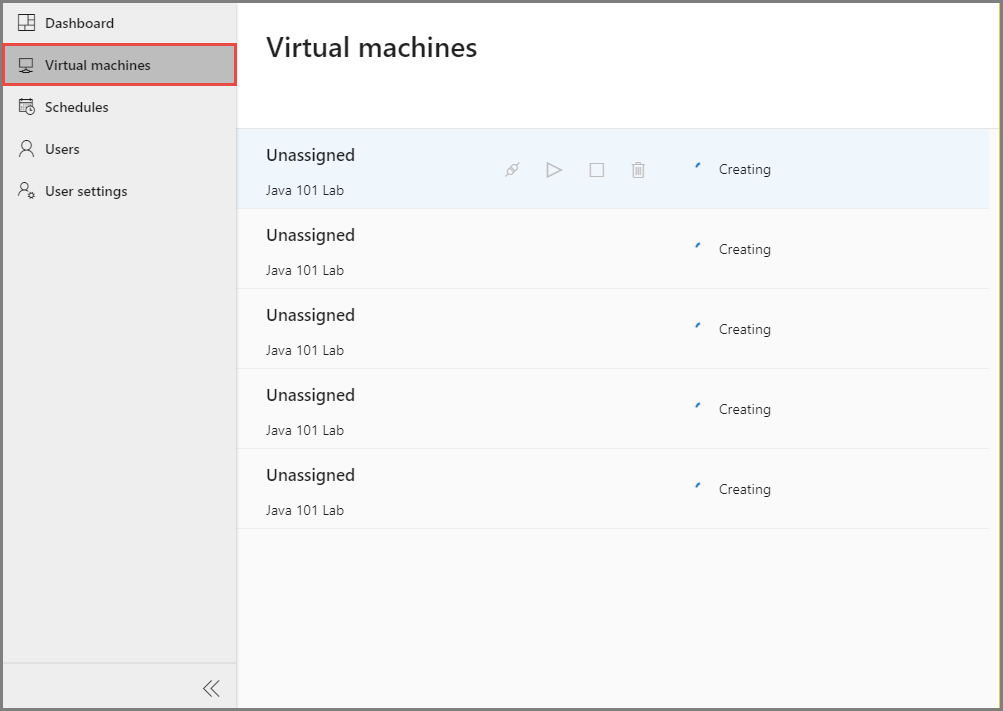 Dashboard
Virtual machines
Schedules
Users
User settings
Virtual machines
Unassigned
Java 101 Lab
Creating
Unassigned
Java 101 Lab
Creating
Unassigned
Java 101 Lab
Creating
Unassigned
Java 101 Lab
Creating
Unassigned
Java 101 Lab
Creating